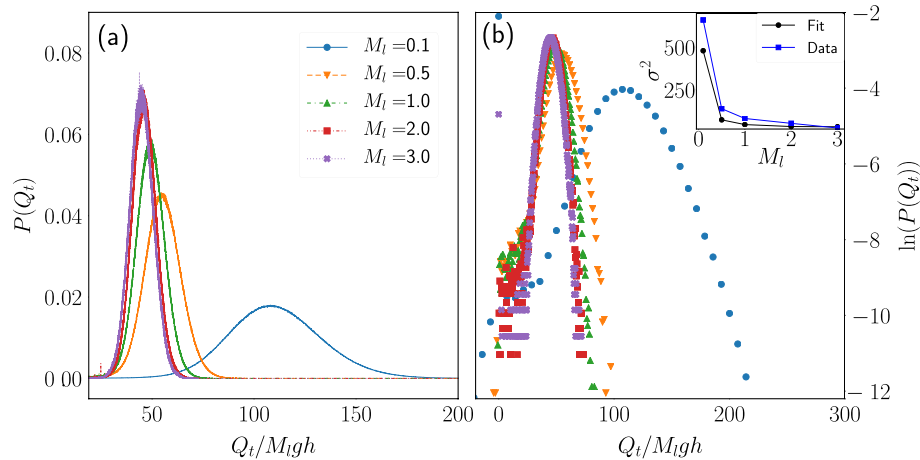 (a)
M_l =0.1
M_l =0.5
M_l =1.0
M_l =2.0
M_l =3.0
P(Q_t)
0.08
0.06
0.04
0.02
0.00
50
100
150
200
Q_t/M_lgh
(b)
Fit
Data
σ^2
500
250
0
1
2
3
M_l
ln(P(Q_t))
−2
−4
−6
−8
−10
−12
0
100
200
300
Q_t/M_lgh